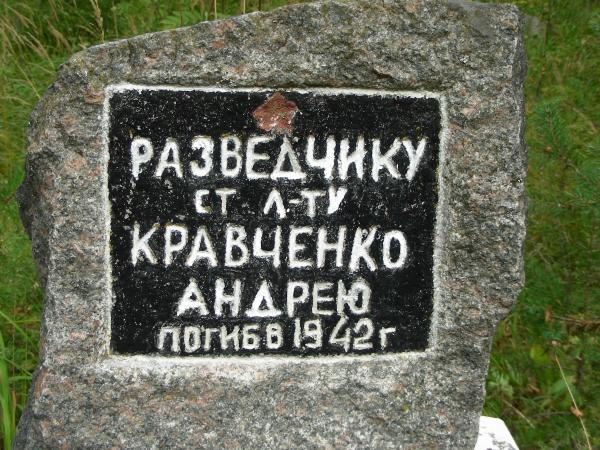 РАЗВЕДЧИКУ
СТ Л-ТУ
КРАВЧЕНКО
АНДРЕЮ
ПОГИБ В 1942 г